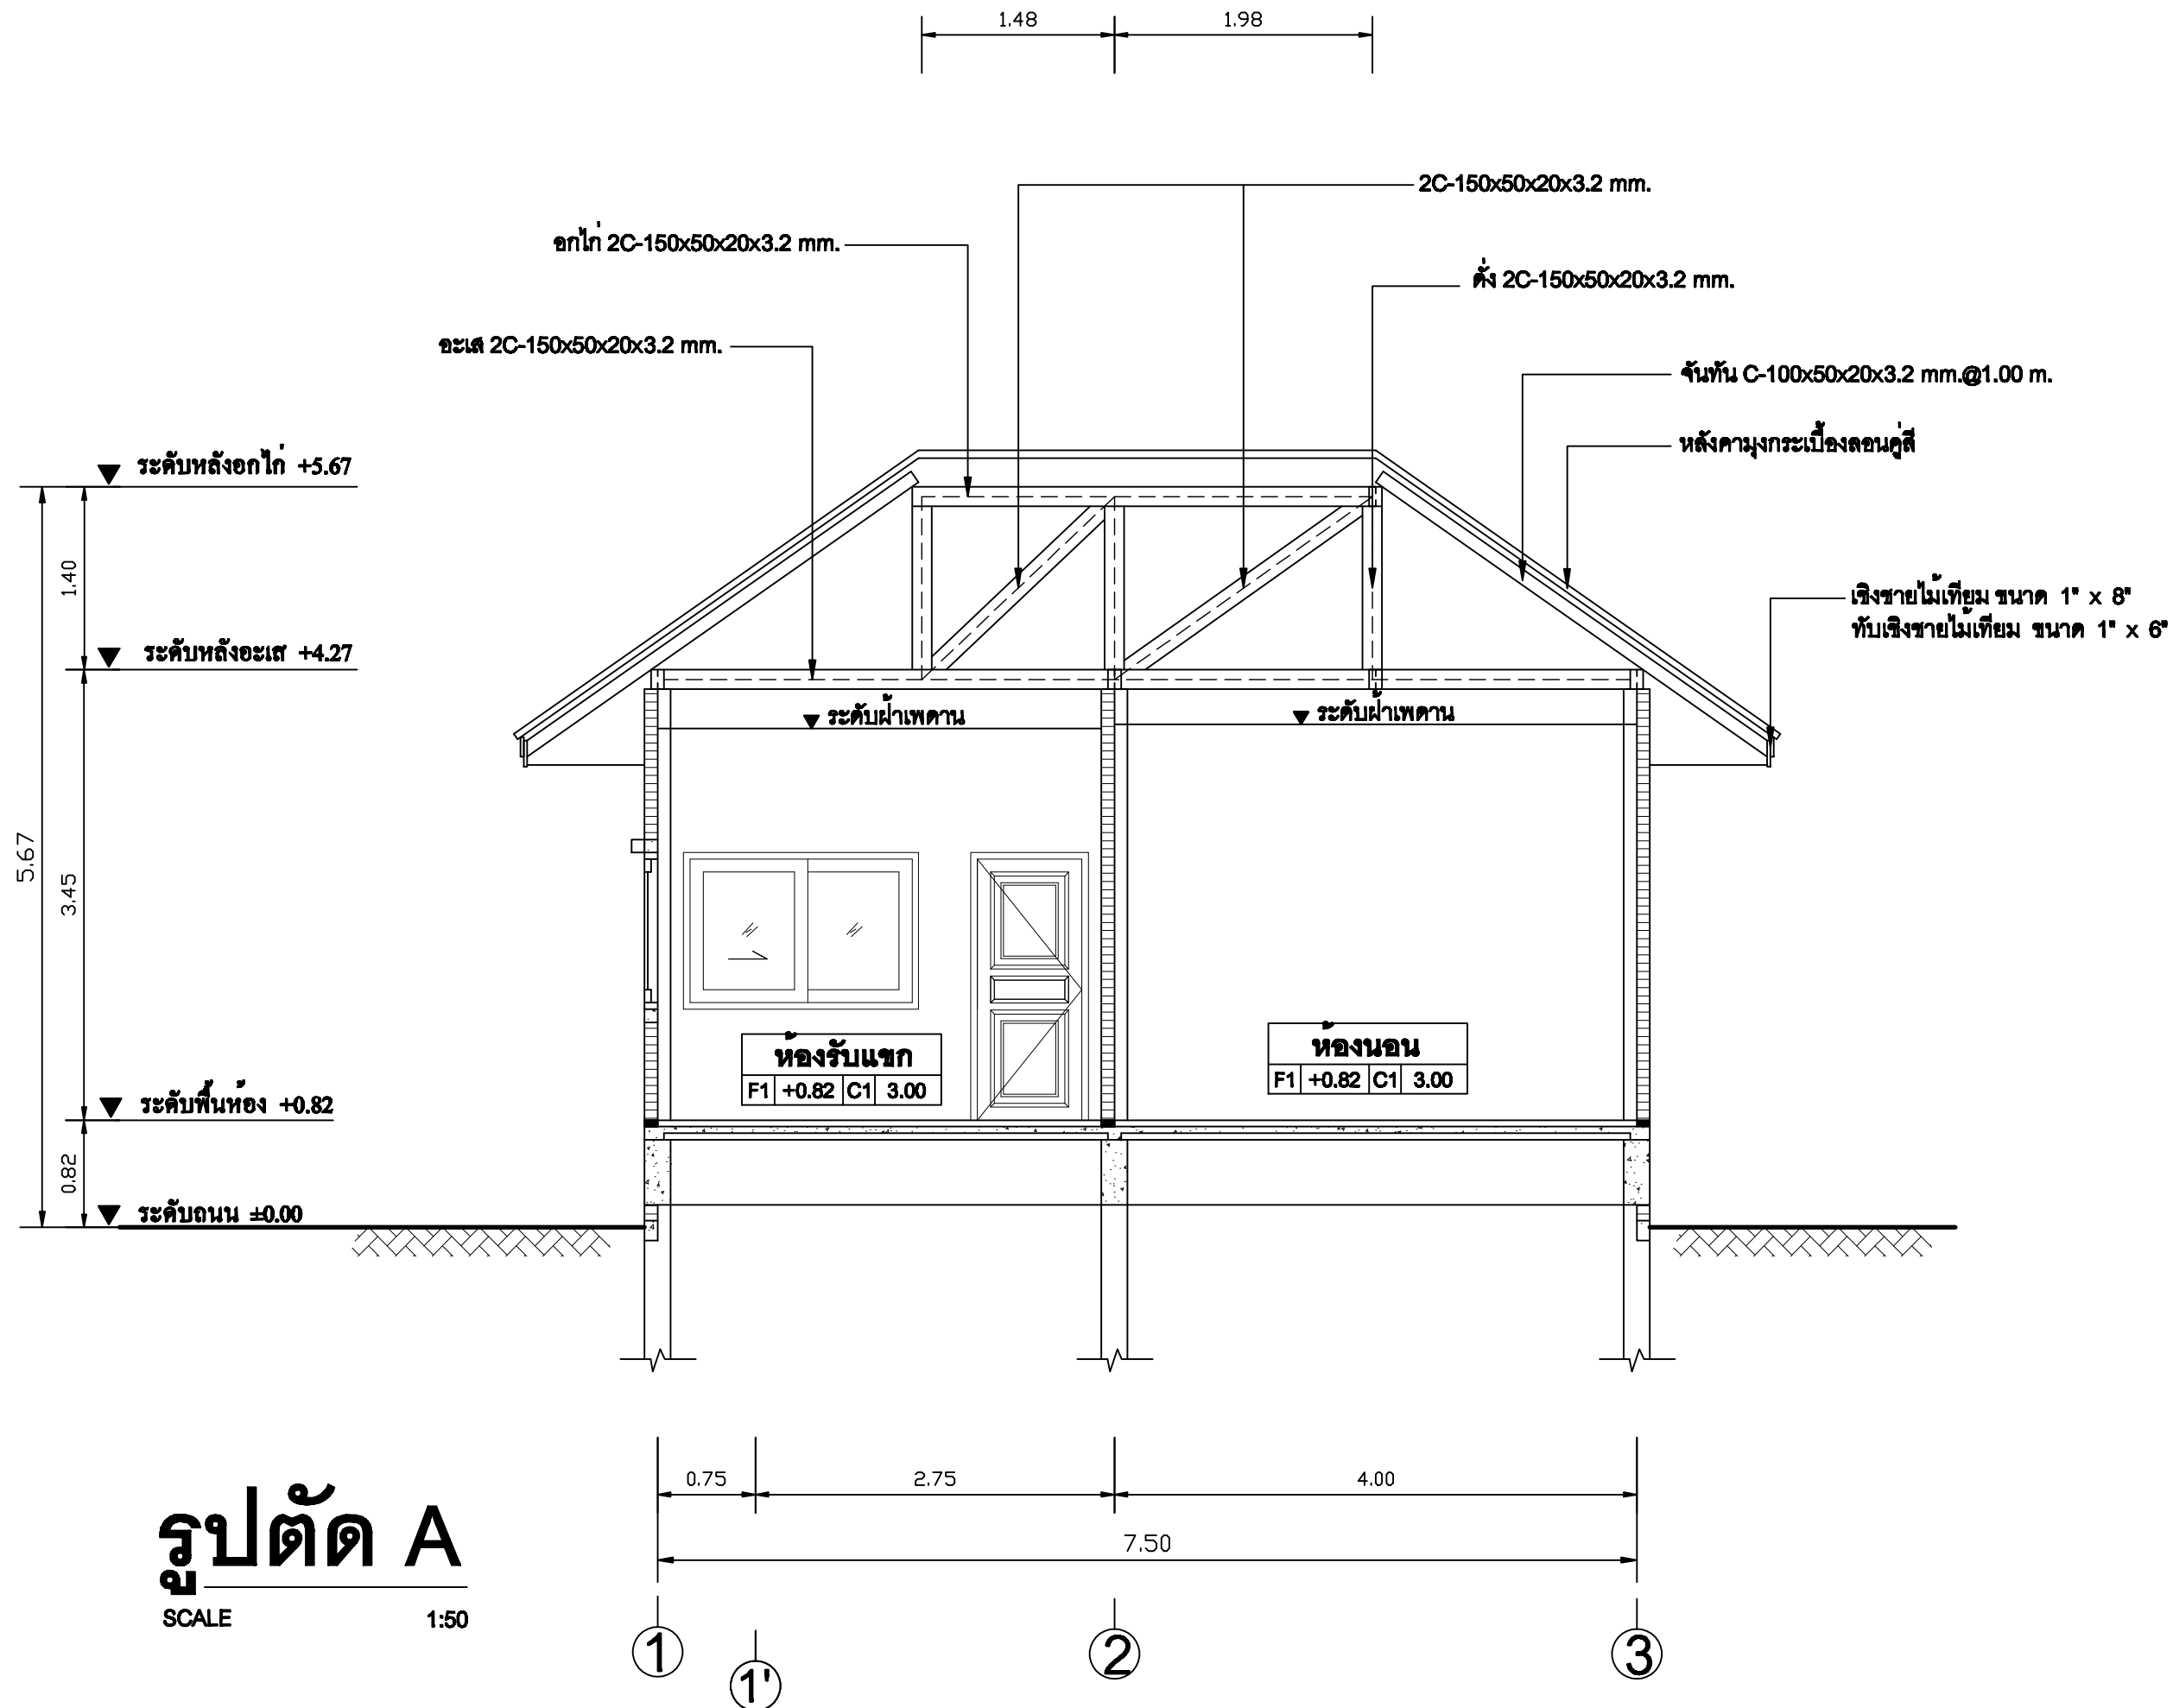 1.48
1.98
2C-150x50x20x3.2 mm.
อกไก่ 2C-150x50x20x3.2 mm.
ดั้ง 2C-150x50x20x3.2 mm.
อะเส 2C-150x50x20x3.2 mm.
จันทัน C-100x50x20x3.2 mm.@1.00 m.
หลังคามุงกระเบื้องลอนคู่สี
ระดับหลังอกไก่ +5.67
1.40
เชิงชายไม้เทียม ขนาด 1" x 8"
ทับเชิงชายไม้เทียม ขนาด 1" x 6"
ระดับหลังอะเส +4.27
ระดับฝ้าเพดาน
ระดับฝ้าเพดาน
5.67
3.45
ห้องรับแขก
F1 +0.82 C1 3.00
ห้องนอน
F1 +0.82 C1 3.00
ระดับพื้นห้อง +0.82
0.82
ระดับถนน ±0.00
0.75
2.75
4.00
7.50
รูปตัด A
SCALE 1:50
1
1'
2
3